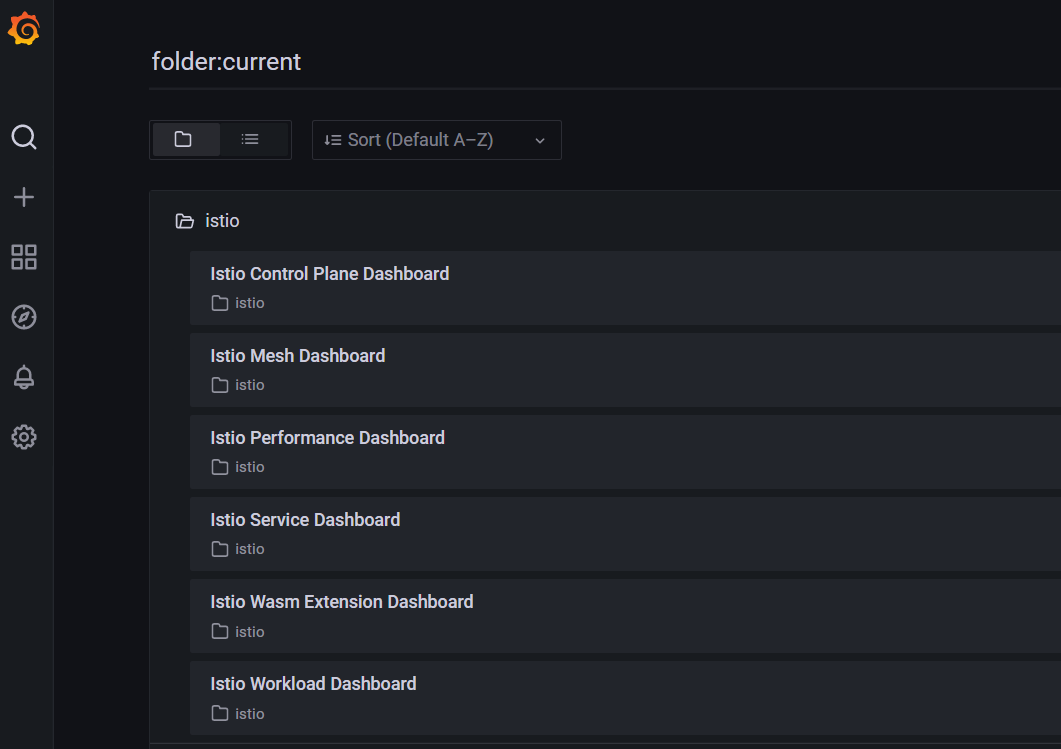 folder:current
Sort (Default A–Z)
istio
Istio Control Plane Dashboard
istio
Istio Mesh Dashboard
istio
Istio Performance Dashboard
istio
Istio Service Dashboard
istio
Istio Wasm Extension Dashboard
istio
Istio Workload Dashboard
istio